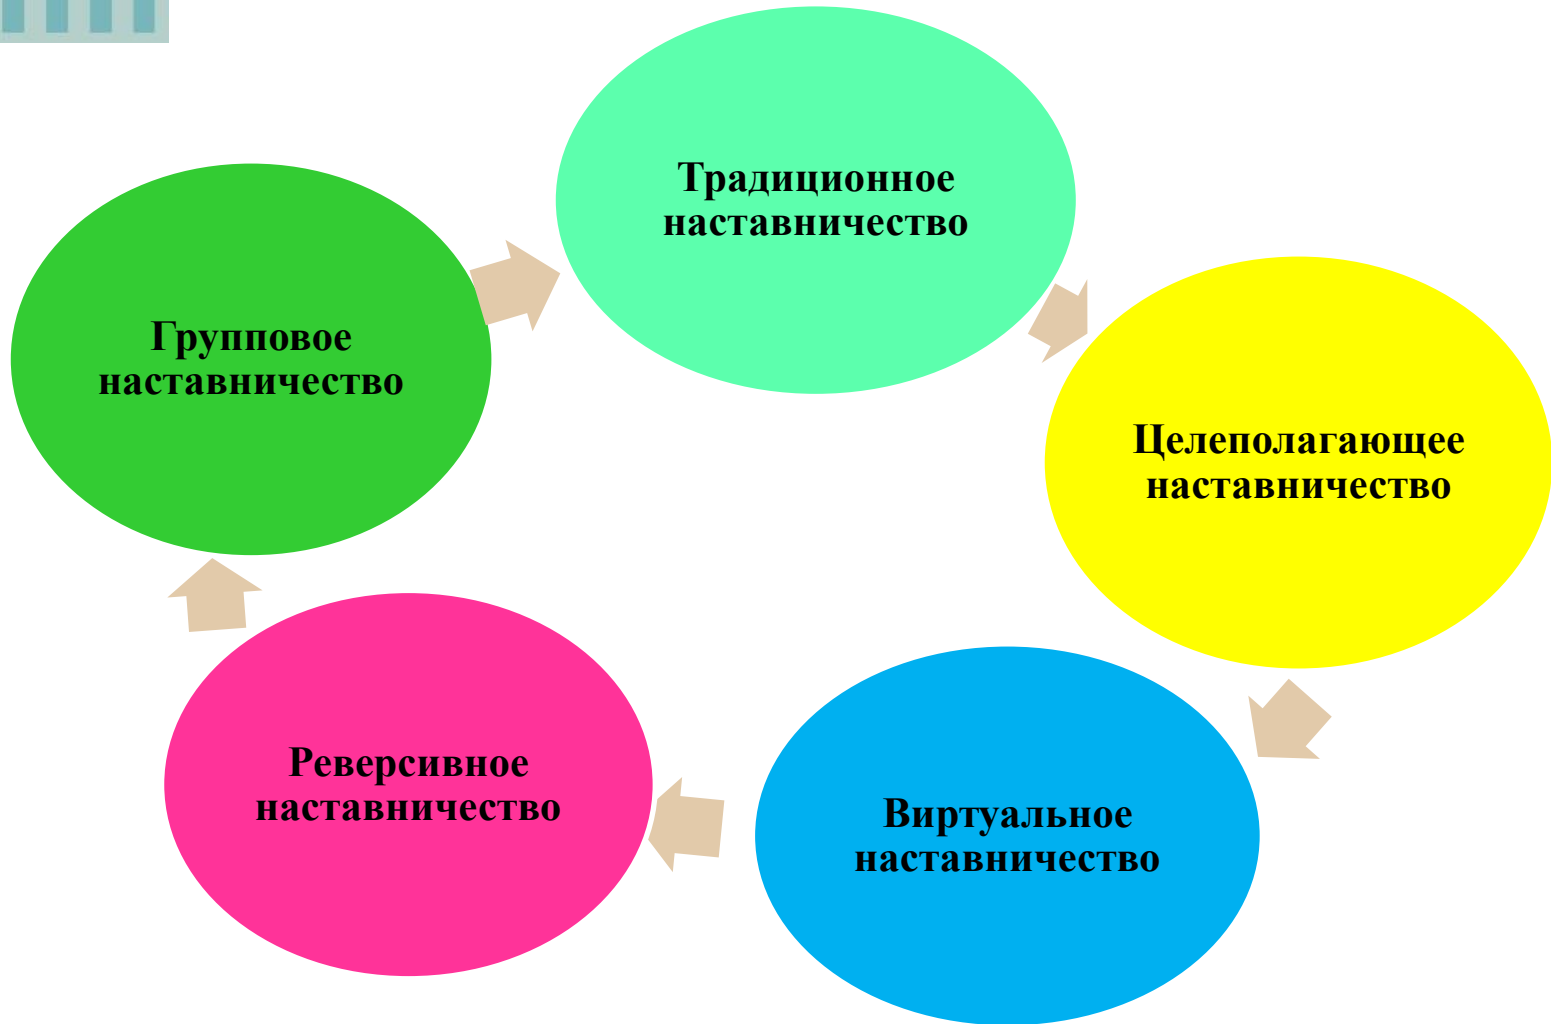 Традиционное
наставничество
Групповое
наставничество
Целеполагающее
наставничество
Реверсивное
наставничество
Виртуальное
наставничество